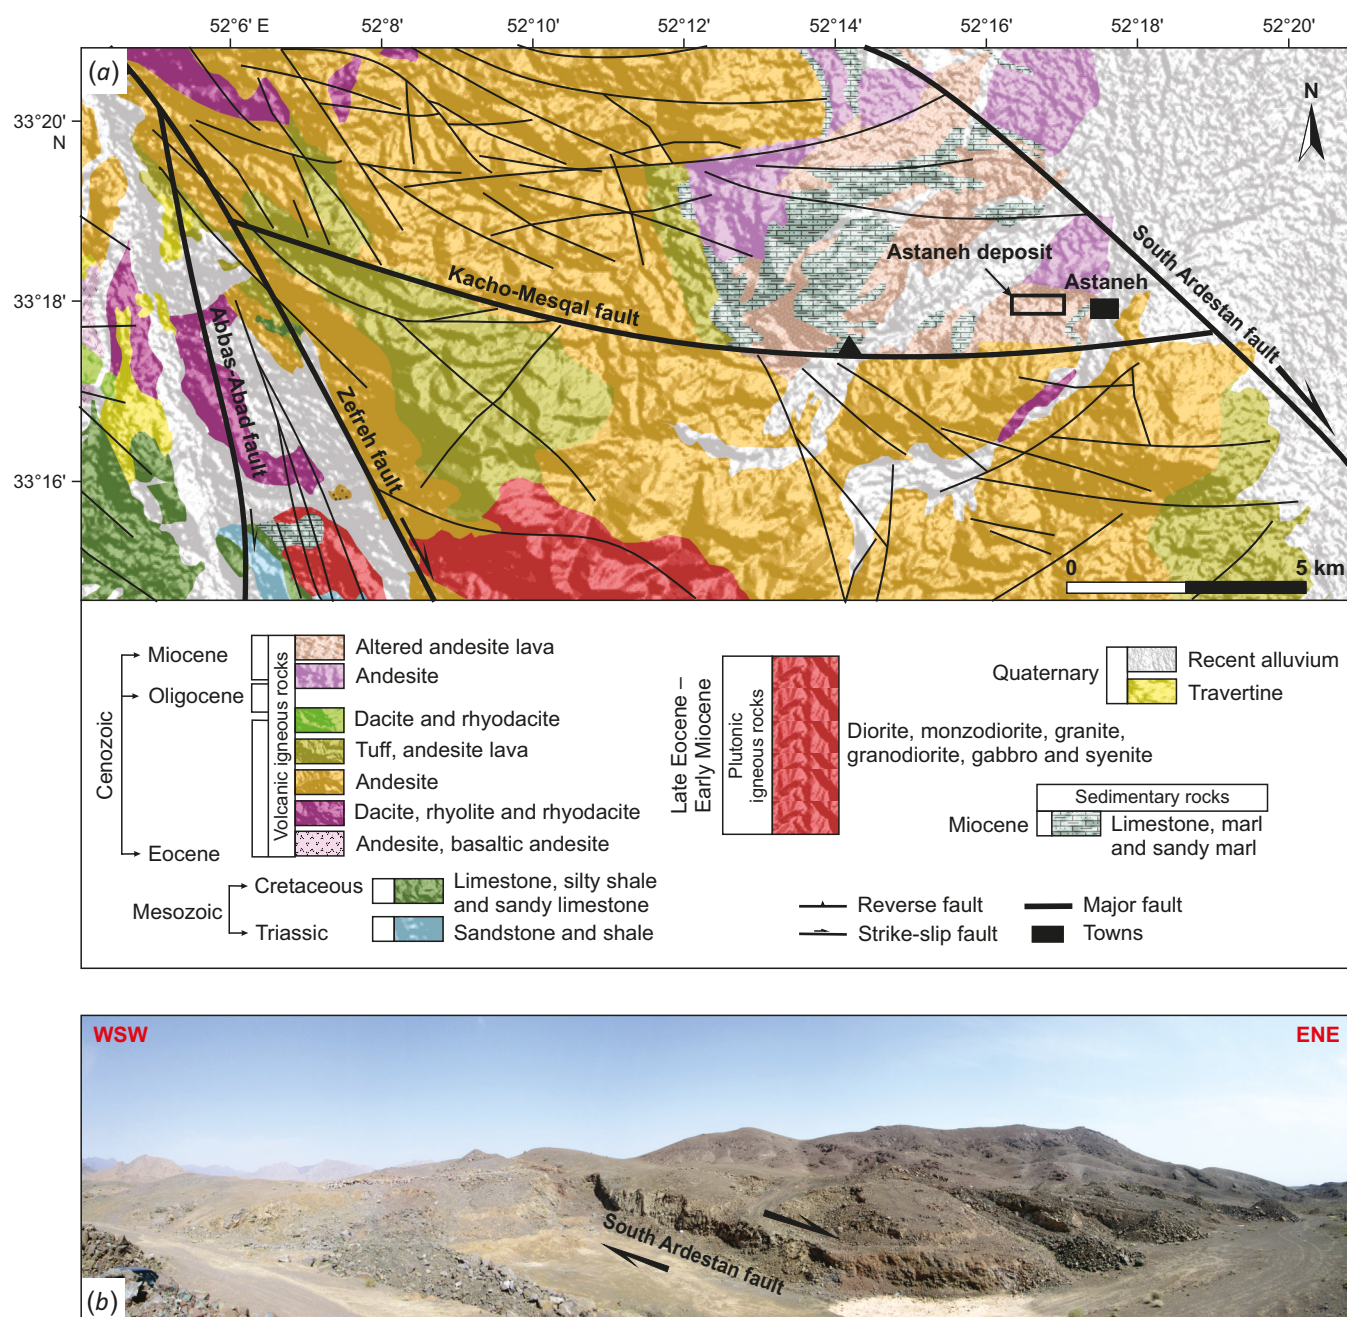 52°6' E 52°8' 52°10' 52°12' 52°14' 52°16' 52°18' 52°20'
(a)
N
33°20'
N
33°18'
33°16'
South Ardestan fault
Astaneh deposit
Astaneh
Kacho-Mesqal fault
Abbas-Abad fault
Zefreh fault
0 5 km
Cenozoic
Miocene
Oligocene
Eocene
Volcanic igneous rocks
Altered andesite lava
Andesite
Dacite and rhyodacite
Tuff, andesite lava
Andesite
Dacite, rhyolite and rhyodacite
Andesite, basaltic andesite
Mesozoic
Cretaceous
Limestone, silty shale
and sandy limestone
Triassic
Sandstone and shale
Late Eocene –
Early Miocene
Plutonic
igneous rocks
Diorite, monzodiorite, granite,
granodiorite, gabbro and syenite
Quaternary
Recent alluvium
Travertine
Sedimentary rocks
Miocene
Limestone, marl
and sandy marl
Reverse fault
Major fault
Strike-slip fault
Towns
WSW
ENE
South Ardestan fault
(b)